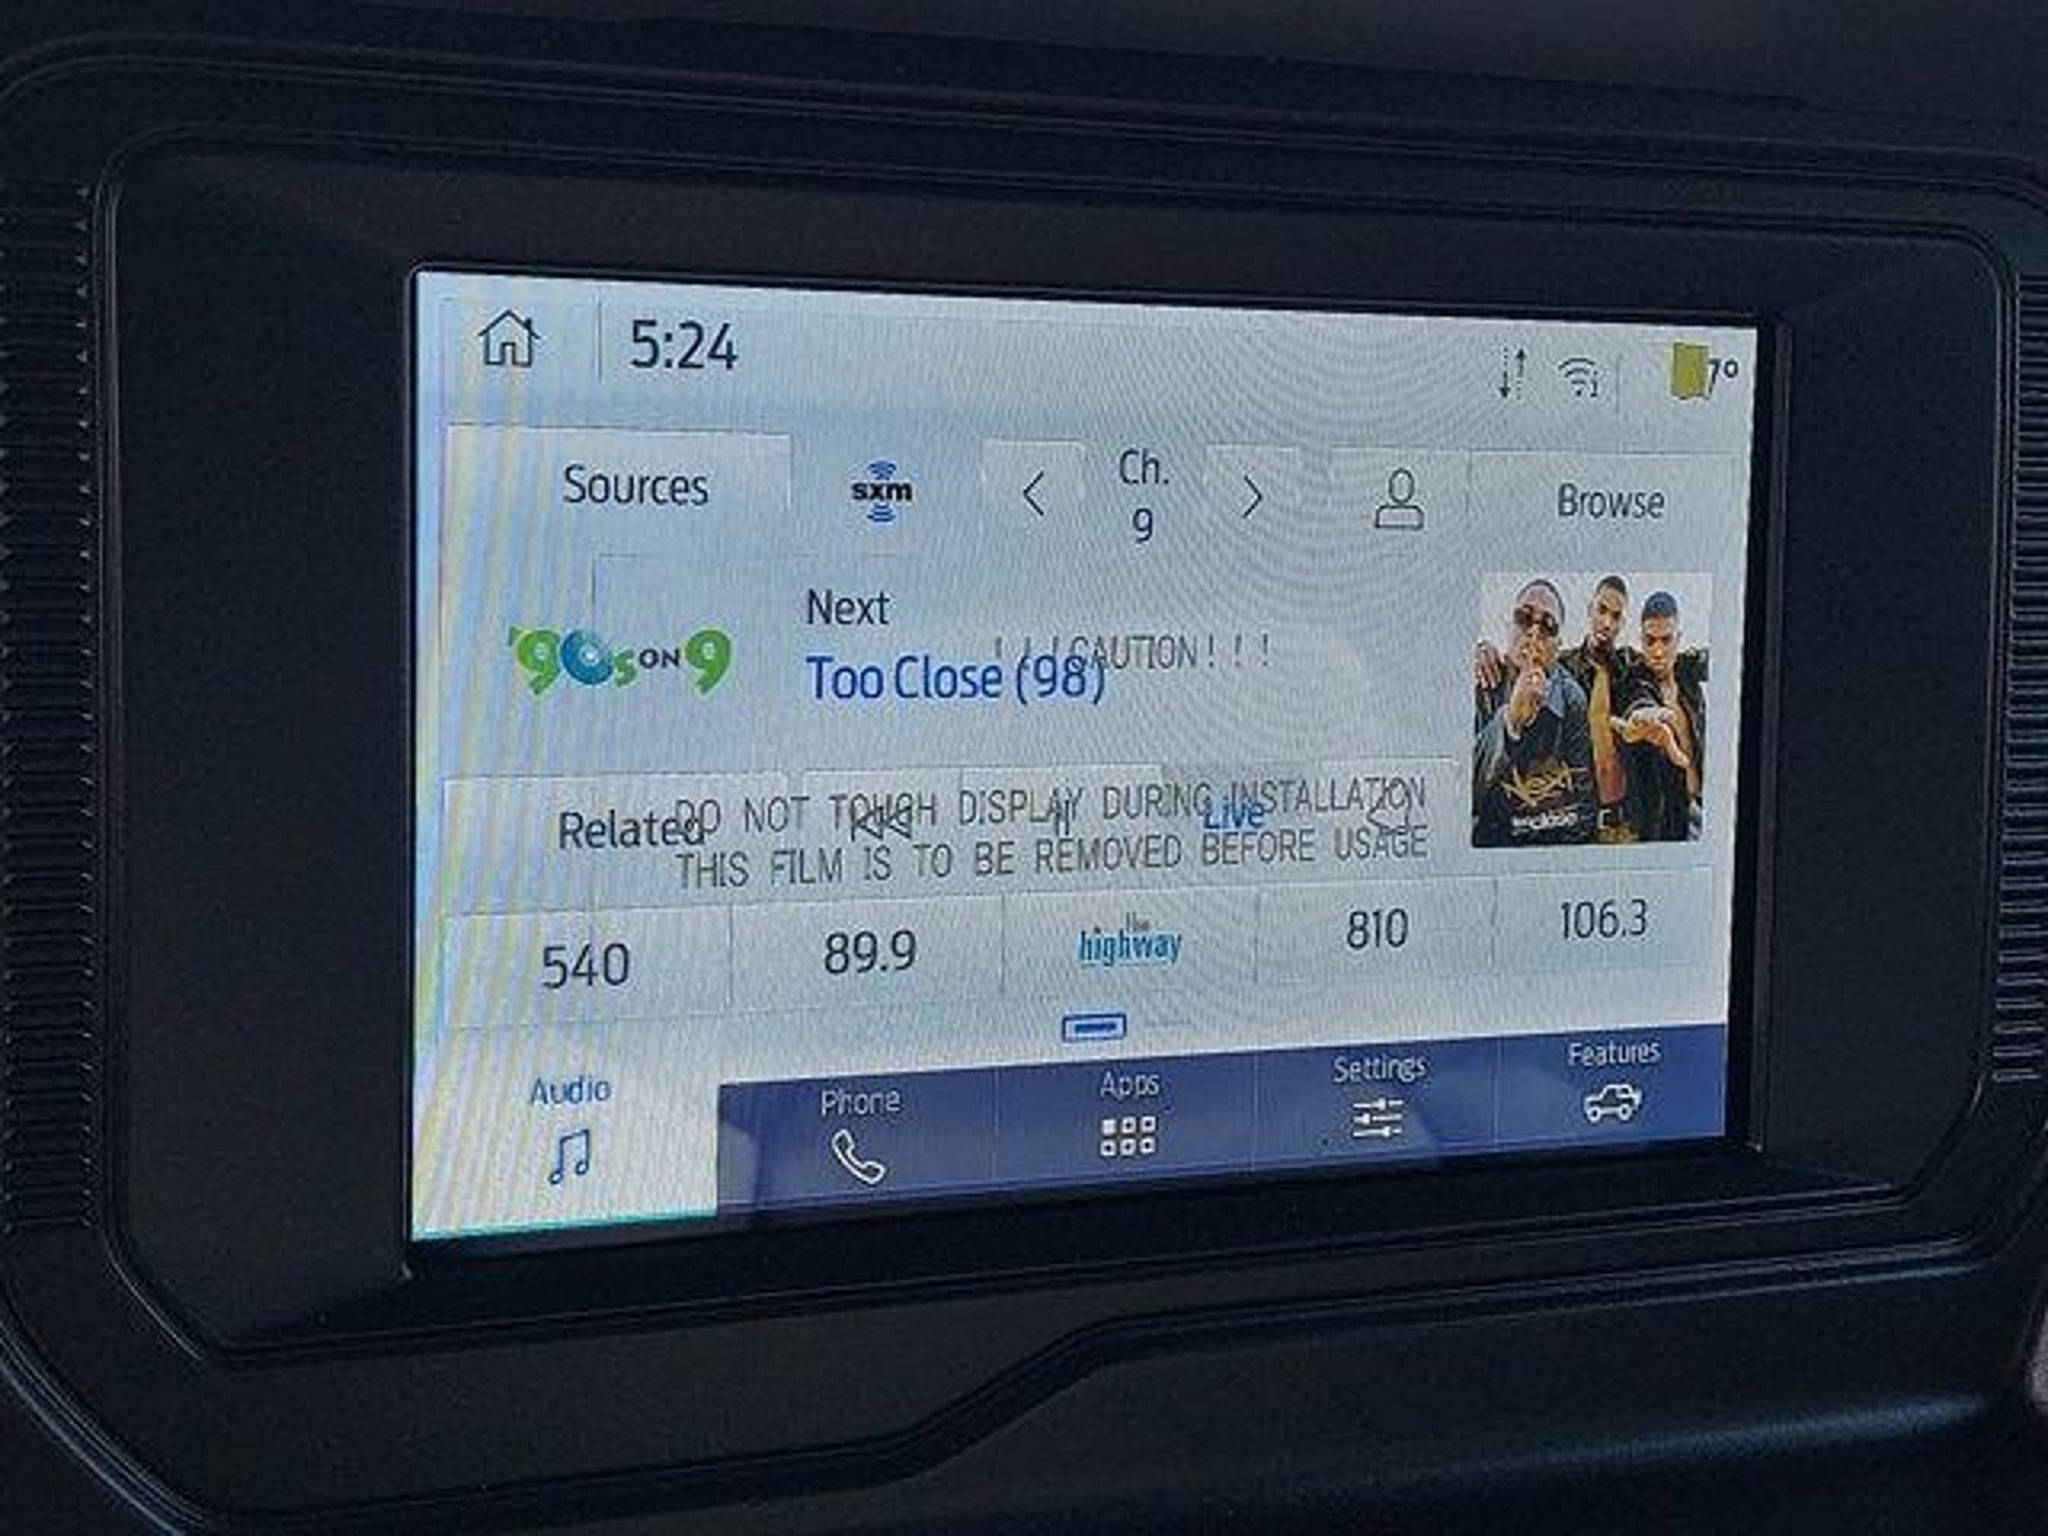 5:24
7°
Sources
sxm
Ch.
9
Browse
'90s ON 9
Next
!!! CAUTION!!!
Too Close (98)
Next
Related
Live
DO NOT TOUCH DISPLAY DURING INSTALLATION
THIS FILM IS TO BE REMOVED BEFORE USAGE
540
89.9
the highway
810
106.3
Audio
Phone
Apps
Settings
Features